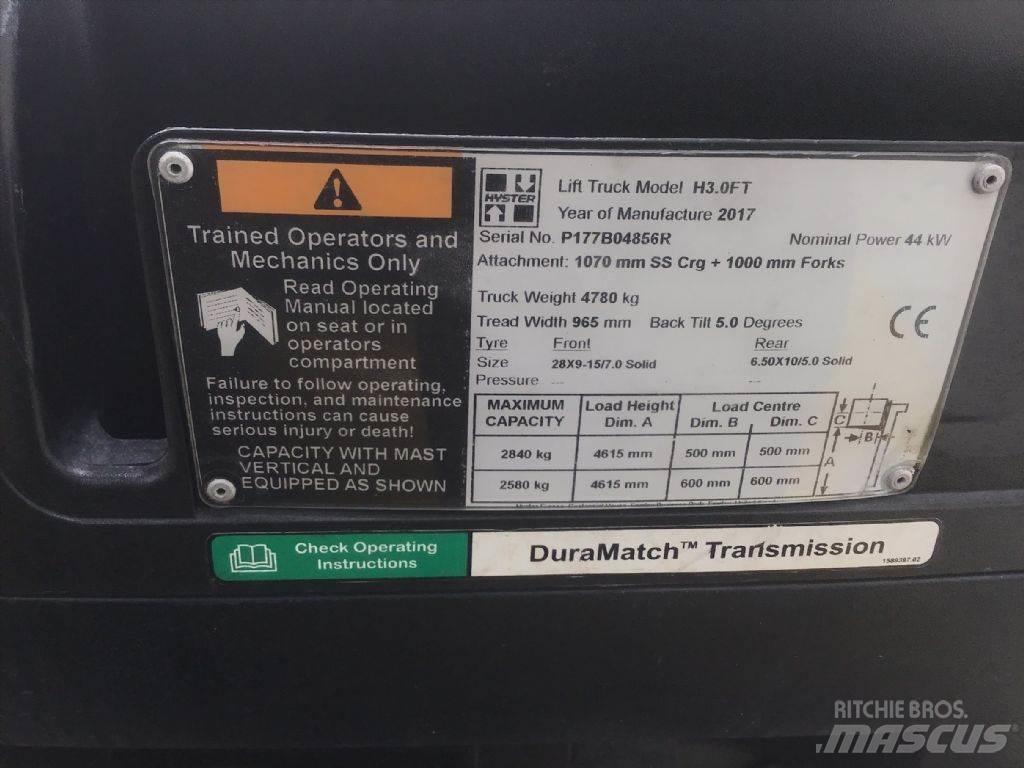 Trained Operators and
Mechanics Only
Read Operating
Manual located
on seat or in
operators
compartment
Failure to follow operating,
inspection, and maintenance
instructions can cause
serious injury or death!
CAPACITY WITH MAST
VERTICAL AND
EQUIPPED AS SHOWN
HYSTER
Lift Truck Model H3.0FT
Year of Manufacture 2017
Serial No. P177B04856R Nominal Power 44 kW
Attachment: 1070 mm SS Crg + 1000 mm Forks
Truck Weight 4780 kg
Tread Width 965 mm Back Tilt 5.0 Degrees
CE
Tyre Front Rear
Size 28X9-15/7.0 Solid 6.50X10/5.0 Solid
Pressure --- ---
MAXIMUM Load Height Load Centre
CAPACITY Dim. A Dim. B Dim. C
2840 kg 4615 mm 500 mm 500 mm
2580 kg 4615 mm 600 mm 600 mm
C
B
A
Check Operating
Instructions
DuraMatch™ Transmission
1589397-02
RITCHIE BROS.
MASCUS